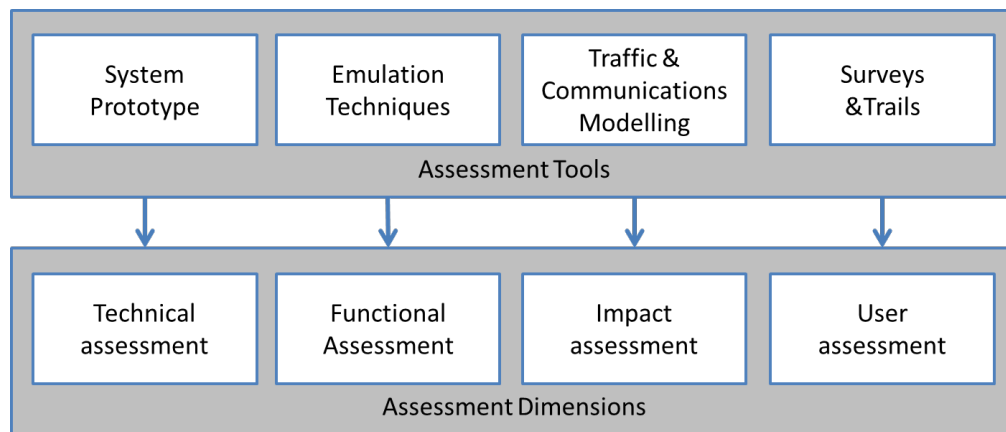 System
Prototype
Emulation
Techniques
Traffic &
Communications
Modelling
Surveys
&Trails
Assessment Tools
Technical
assessment
Functional
Assessment
Impact
assessment
User
assessment
Assessment Dimensions